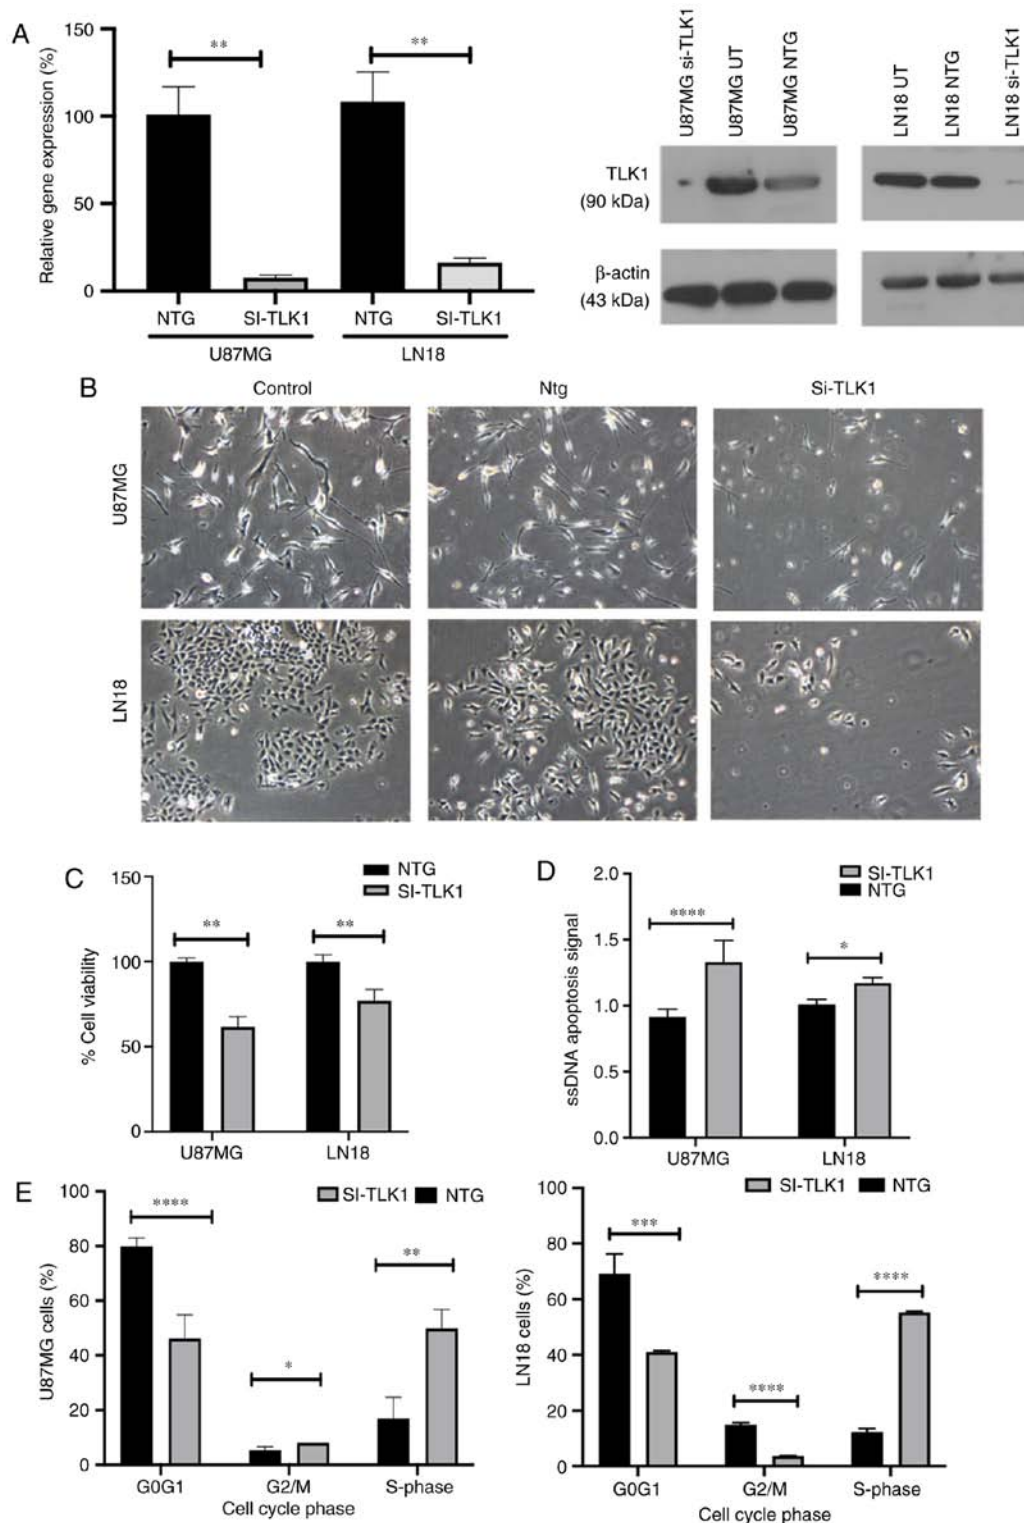 A
150
100
50
0
Relative gene expression (%)
**
**
NTG SI-TLK1 NTG SI-TLK1
U87MG LN18
U87MG si-TLK1
U87MG UT
U87MG NTG
LN18 UT
LN18 NTG
LN18 si-TLK1
TLK1
(90 kDa)
β-actin
(43 kDa)
B
Control Ntg Si-TLK1
U87MG
LN18
C
NTG
SI-TLK1
150
100
50
0
% Cell viability
**
**
U87MG LN18
D
SI-TLK1
NTG
2.0
1.5
1.0
0.5
0.0
ssDNA apoptosis signal
****
*
U87MG LN18
E
SI-TLK1 NTG
100
80
60
40
20
0
U87MG cells (%)
****
*
**
G0G1 G2/M S-phase
Cell cycle phase
SI-TLK1 NTG
100
80
60
40
20
0
LN18 cells (%)
***
****
****
G0G1 G2/M S-phase
Cell cycle phase